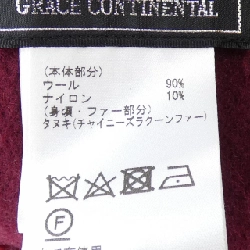 GRACE CONTINENTAL
(本体部分)
ウール 90%
ナイロン 10%
(身頃・ファー部分)
タヌキ(チャイニーズラクーンファー)
F